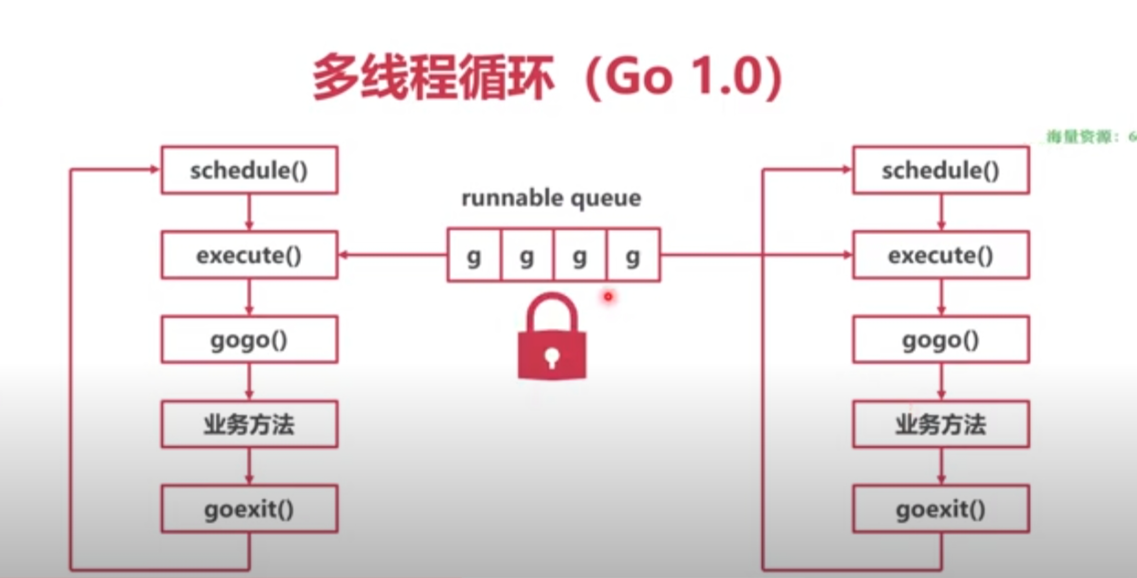 多线程循环（Go 1.0）
海量资源：6
schedule()
execute()
gogo()
业务方法
goexit()
runnable queue
g g g g
schedule()
execute()
gogo()
业务方法
goexit()